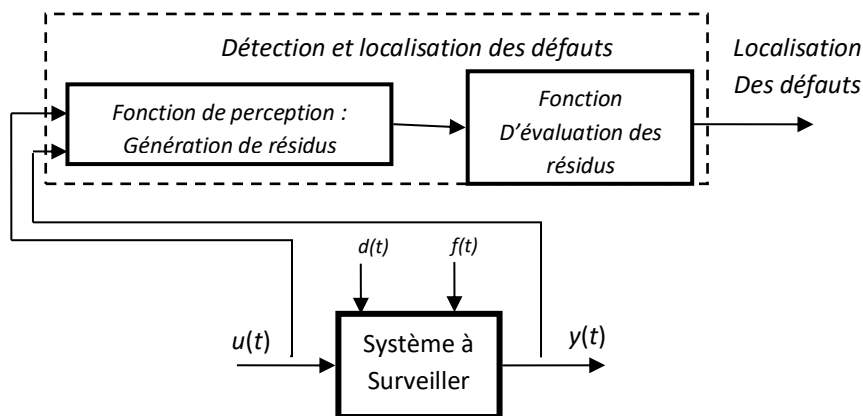 Détection et localisation des défauts
Localisation
Des défauts
Fonction de perception :
Génération de résidus
Fonction
D'évaluation des
résidus
d(t)
f(t)
u(t)
Système à
Surveiller
y(t)